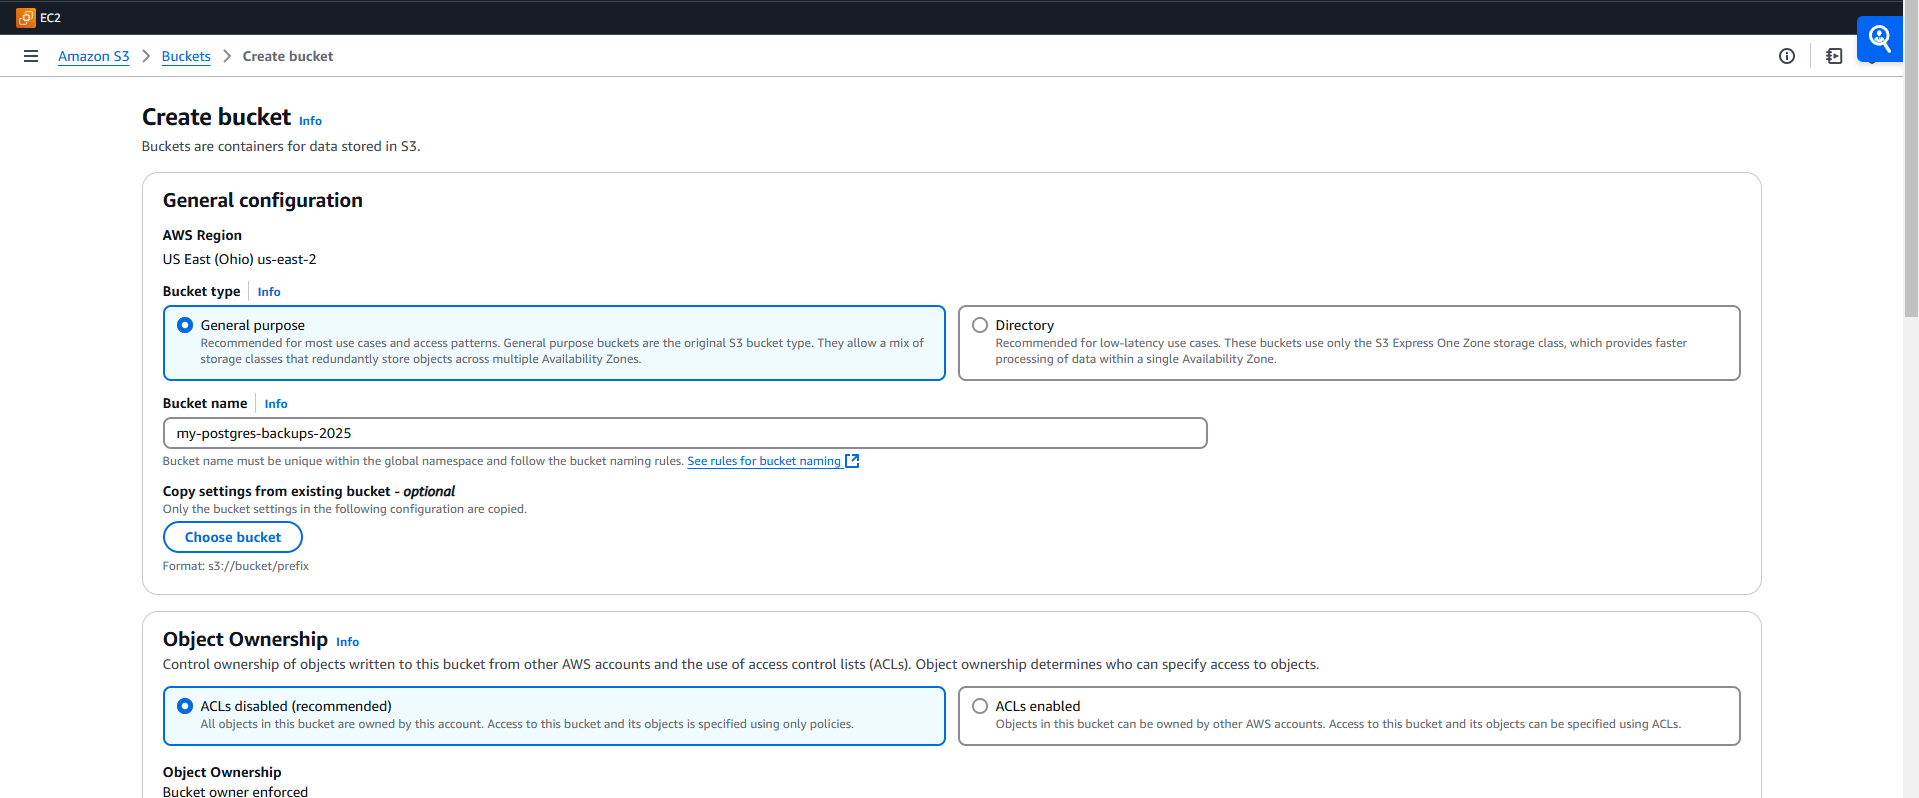 EC2
Amazon S3 > Buckets > Create bucket
Create bucket Info
Buckets are containers for data stored in S3.
General configuration
AWS Region
US East (Ohio) us-east-2
Bucket type Info
General purpose
Recommended for most use cases and access patterns. General purpose buckets are the original S3 bucket type. They allow a mix of
storage classes that redundantly store objects across multiple Availability Zones.
Directory
Recommended for low-latency use cases. These buckets use only the S3 Express One Zone storage class, which provides faster
processing of data within a single Availability Zone.
Bucket name Info
my-postgres-backups-2025
Bucket name must be unique within the global namespace and follow the bucket naming rules. See rules for bucket naming
Copy settings from existing bucket - optional
Only the bucket settings in the following configuration are copied.
Choose bucket
Format: s3://bucket/prefix
Object Ownership Info
Control ownership of objects written to this bucket from other AWS accounts and the use of access control lists (ACLs). Object ownership determines who can specify access to objects.
ACLs disabled (recommended)
All objects in this bucket are owned by this account. Access to this bucket and its objects is specified using only policies.
ACLs enabled
Objects in this bucket can be owned by other AWS accounts. Access to this bucket and its objects can be specified using ACLs.
Object Ownership
Bucket owner enforced